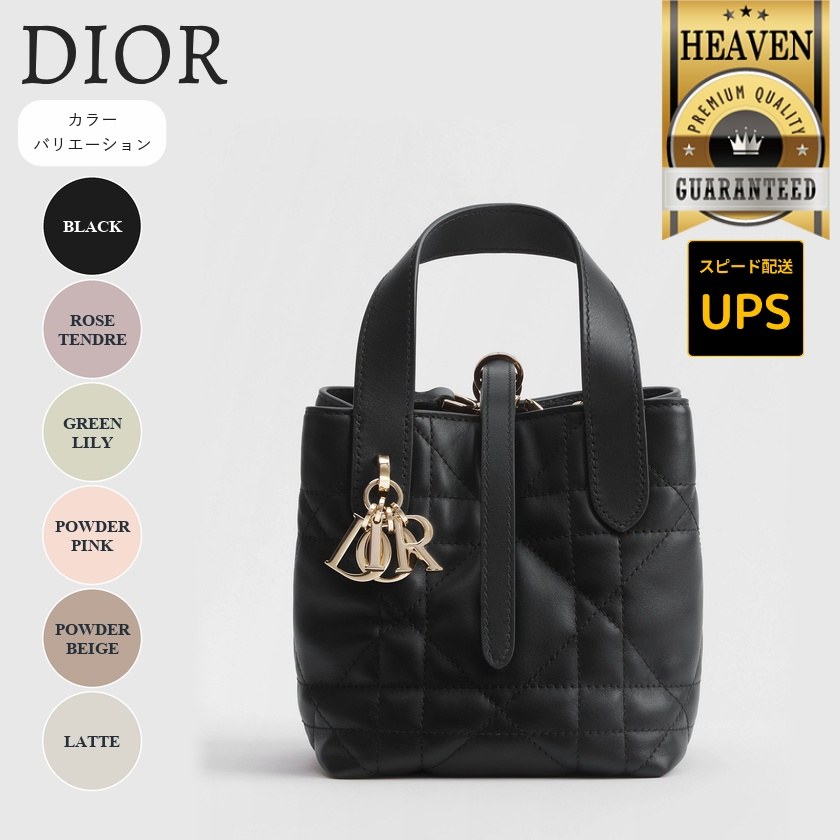 DIOR
カラー
バリエーション
BLACK
ROSE
TENDRE
GREEN
LILY
POWDER
PINK
POWDER
BEIGE
LATTE
HEAVEN
PREMIUM QUALITY
GUARANTEED
スピード配送
UPS
DIOR